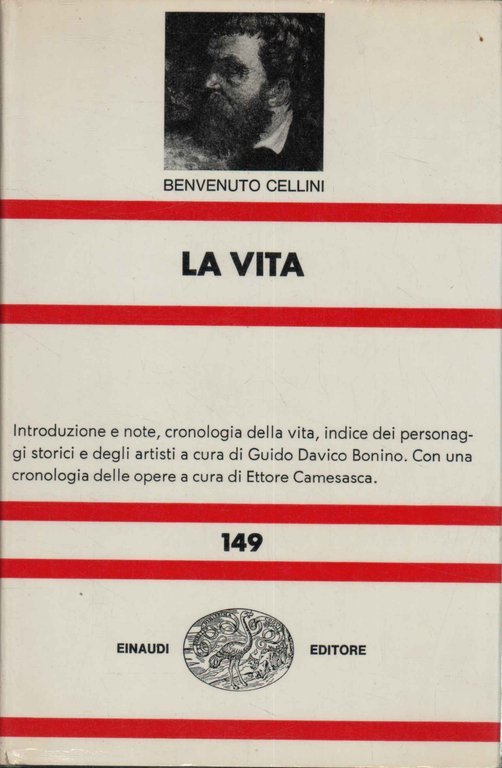 BENVENUTO CELLINI
LA VITA
Introduzione e note, cronologia della vita, indice dei personag-
gi storici e degli artisti a cura di Guido Davico Bonino. Con una
cronologia delle opere a cura di Ettore Camesasca.
149
EINAUDI EDITORE